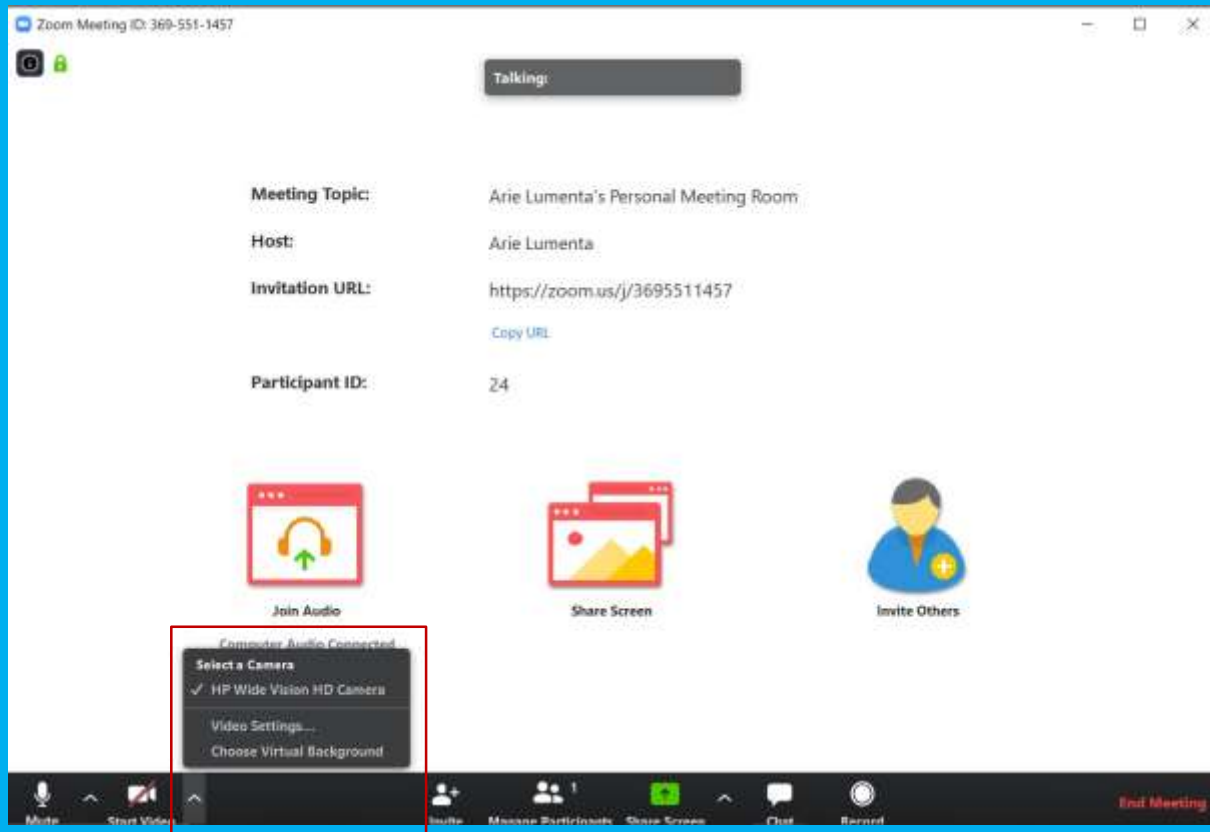 Zoom Meeting ID: 369-551-1457
Talking:
Meeting Topic: Arie Lumenta's Personal Meeting Room
Host: Arie Lumenta
Invitation URL: https://zoom.us/j/3695511457
Copy URL
Participant ID: 24
Join Audio
Share Screen
Invite Others
Computer Audio Connected
Select a Camera
✓ HP Wide Vision HD Camera
Video Settings...
Choose Virtual Background
1
Mute Start Video Invite Manage Participants Share Screen Chat Record End Meeting